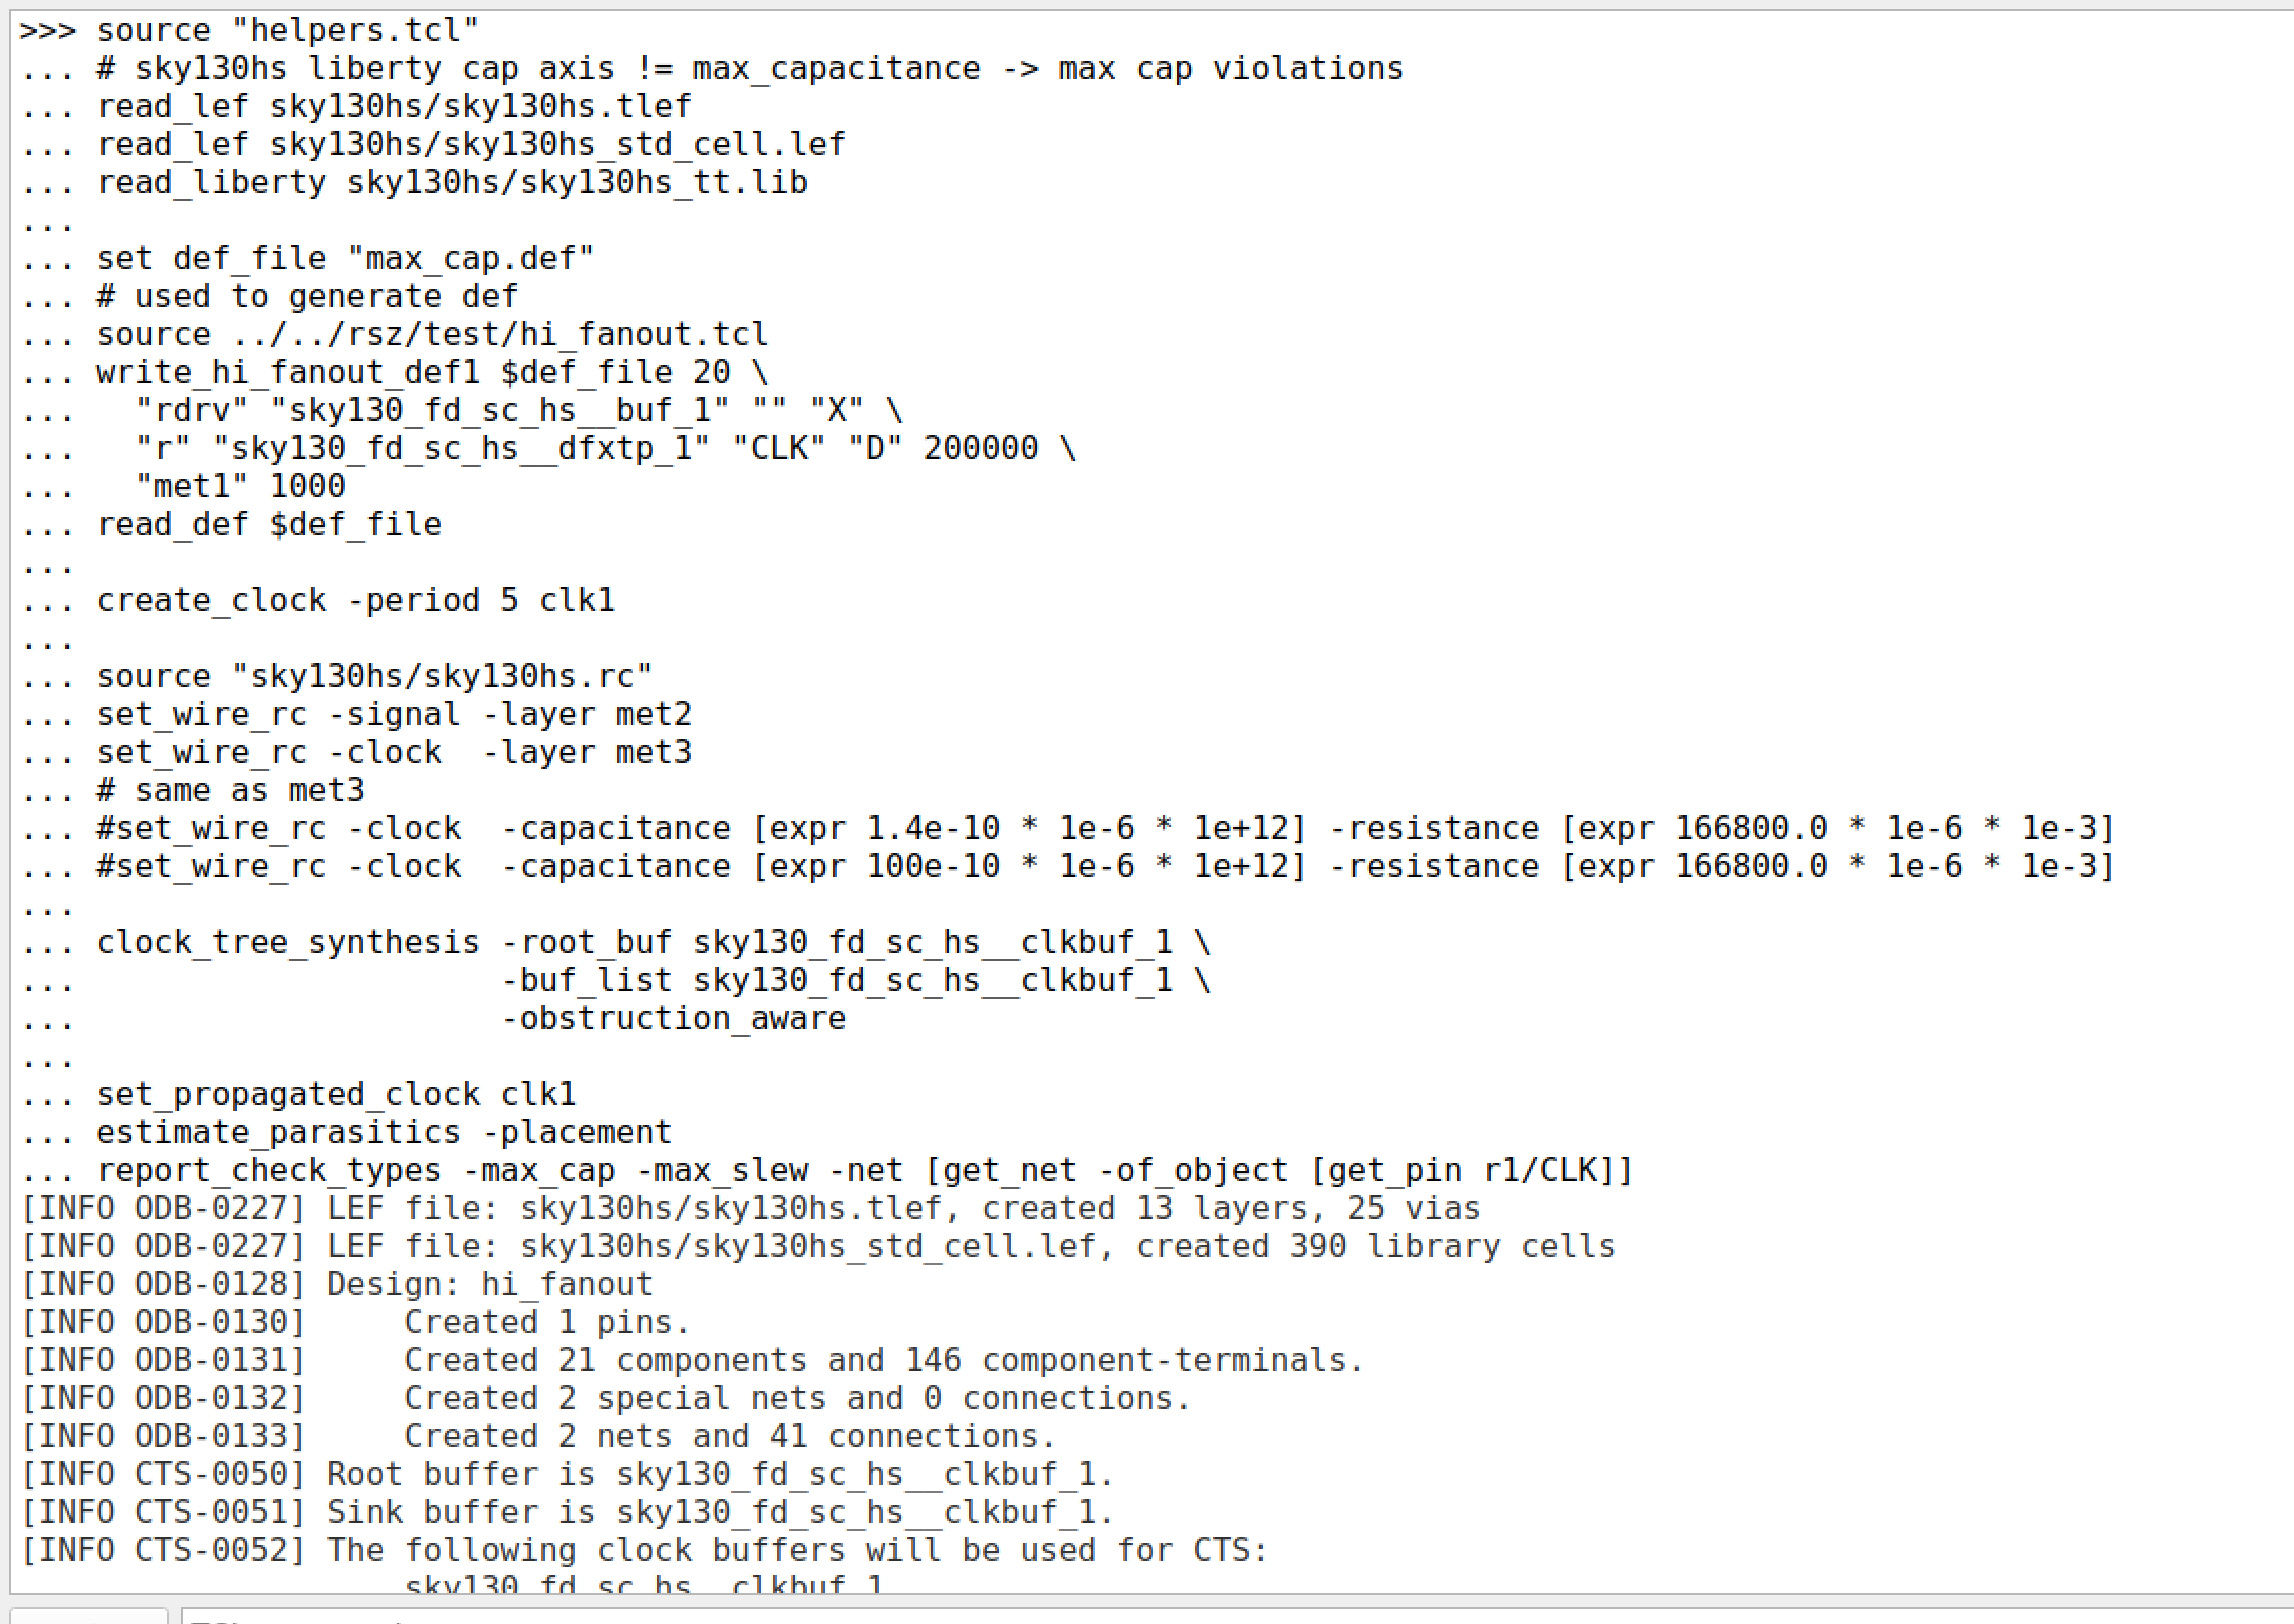 >>> source "helpers.tcl"
... # sky130hs liberty cap axis != max_capacitance -> max cap violations
... read_lef sky130hs/sky130hs.tlef
... read_lef sky130hs/sky130hs_std_cell.lef
... read_liberty sky130hs/sky130hs_tt.lib
...
... set def_file "max_cap.def"
... # used to generate def
... source ../../rsz/test/hi_fanout.tcl
... write_hi_fanout_def1 $def_file 20 \
...   "rdrv" "sky130_fd_sc_hs__buf_1" "" "X" \
...   "r" "sky130_fd_sc_hs__dfxtp_1" "CLK" "D" 200000 \
...   "met1" 1000
... read_def $def_file
...
... create_clock -period 5 clk1
...
... source "sky130hs/sky130hs.rc"
... set_wire_rc -signal -layer met2
... set_wire_rc -clock  -layer met3
... # same as met3
... #set_wire_rc -clock  -capacitance [expr 1.4e-10 * 1e-6 * 1e+12] -resistance [expr 166800.0 * 1e-6 * 1e-3]
... #set_wire_rc -clock  -capacitance [expr 100e-10 * 1e-6 * 1e+12] -resistance [expr 166800.0 * 1e-6 * 1e-3]
...
... clock_tree_synthesis -root_buf sky130_fd_sc_hs__clkbuf_1 \
...                      -buf_list sky130_fd_sc_hs__clkbuf_1 \
...                      -obstruction_aware
...
... set_propagated_clock clk1
... estimate_parasitics -placement
... report_check_types -max_cap -max_slew -net [get_net -of_object [get_pin r1/CLK]]
[INFO ODB-0227] LEF file: sky130hs/sky130hs.tlef, created 13 layers, 25 vias
[INFO ODB-0227] LEF file: sky130hs/sky130hs_std_cell.lef, created 390 library cells
[INFO ODB-0128] Design: hi_fanout
[INFO ODB-0130]     Created 1 pins.
[INFO ODB-0131]     Created 21 components and 146 component-terminals.
[INFO ODB-0132]     Created 2 special nets and 0 connections.
[INFO ODB-0133]     Created 2 nets and 41 connections.
[INFO CTS-0050] Root buffer is sky130_fd_sc_hs__clkbuf_1.
[INFO CTS-0051] Sink buffer is sky130_fd_sc_hs__clkbuf_1.
[INFO CTS-0052] The following clock buffers will be used for CTS:
                    sky130_fd_sc_hs__clkbuf_1